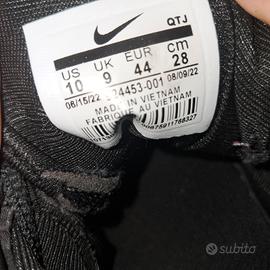 QTJ
US UK EUR cm
10 9 44 28
06/15/22 08/09/22
MADE IN VIETNAM
FABRIQUE AU VIETNAM
subito